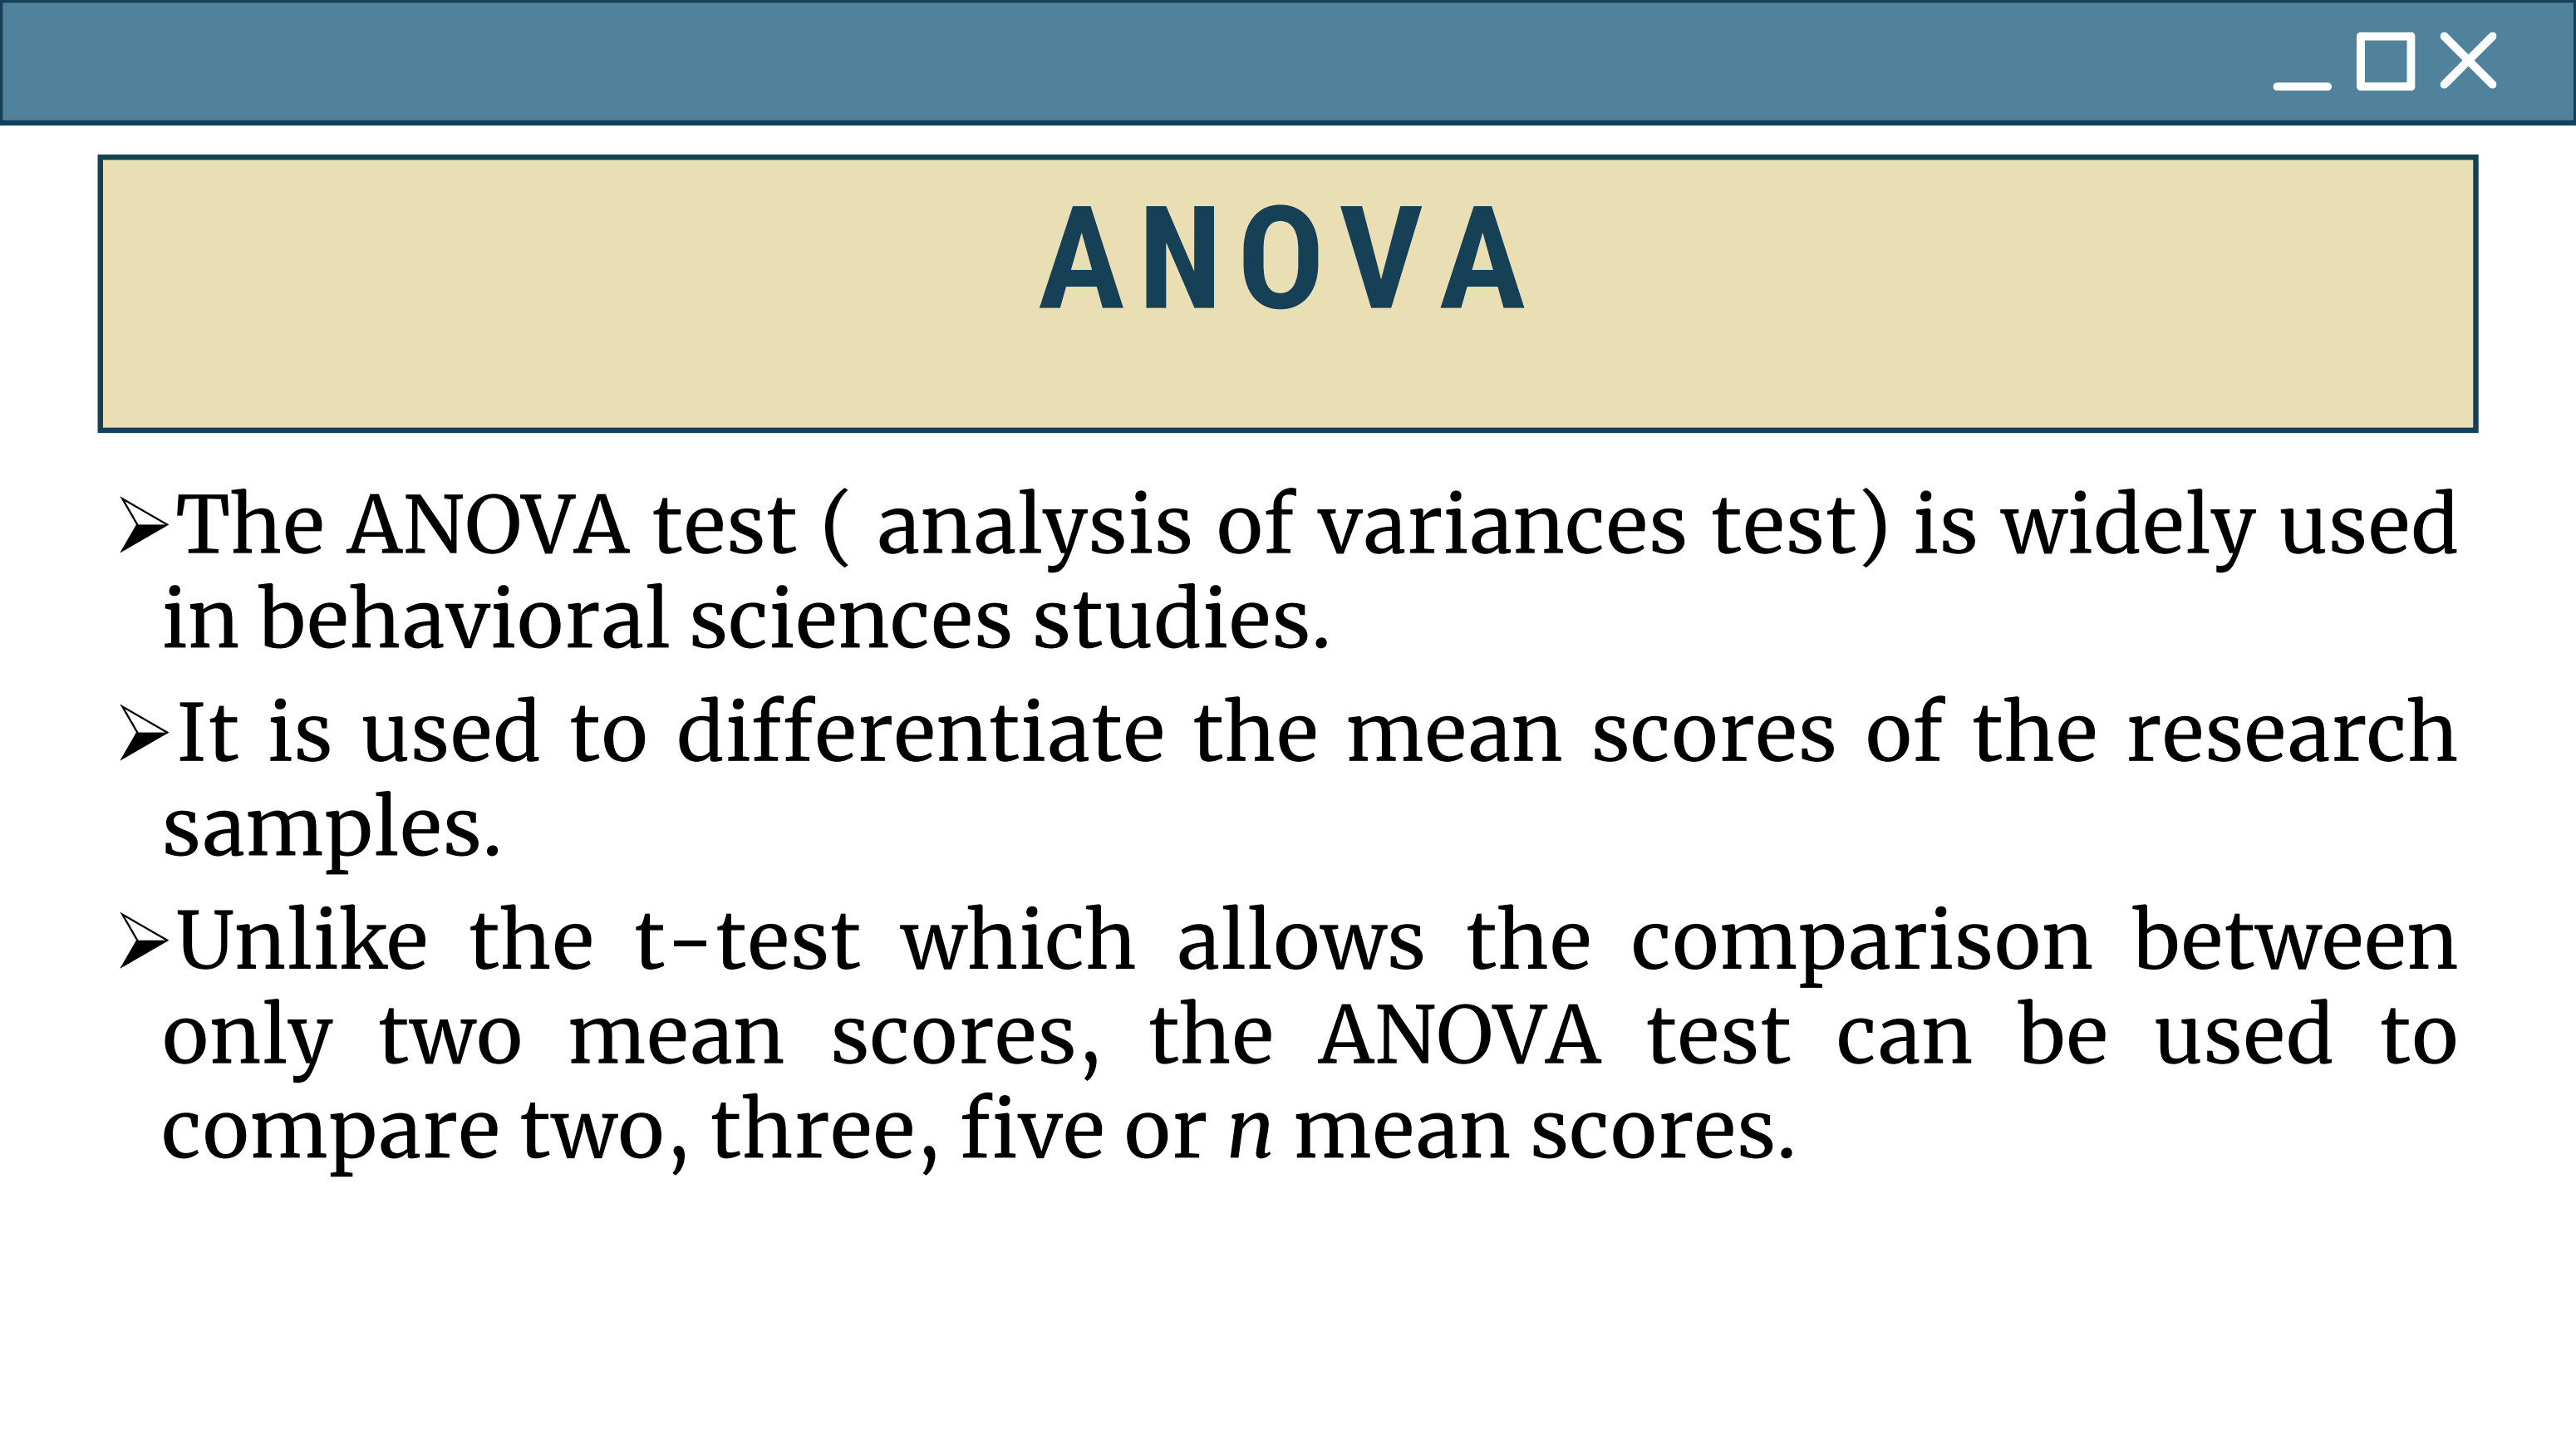 ANOVA
➢The ANOVA test ( analysis of variances test) is widely used
in behavioral sciences studies.
➢It is used to differentiate the mean scores of the research
samples.
➢Unlike the t-test which allows the comparison between
only two mean scores, the ANOVA test can be used to
compare two, three, five or n mean scores.